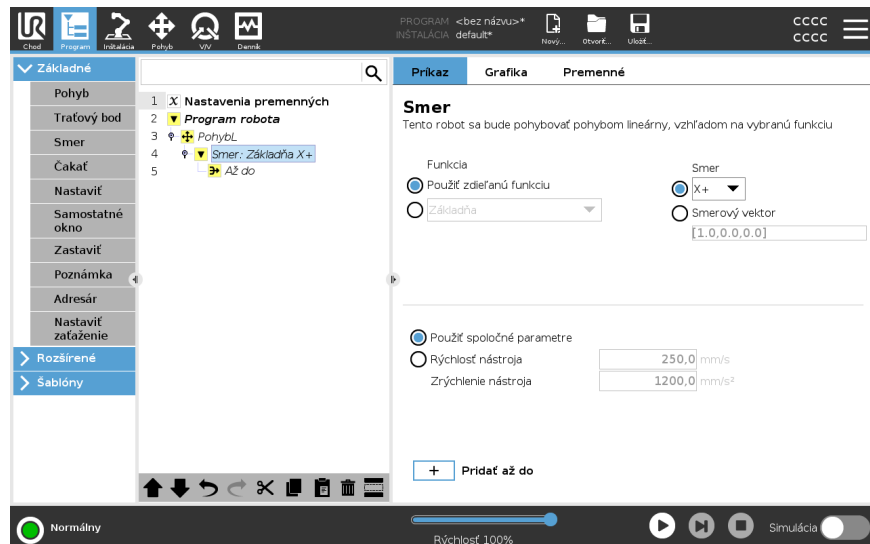 PROGRAM <bez názvu>*
INŠTALÁCIA default*
Chod Program Inštalácia Pohyb V/V Denník
Nový... Otvoriť... Uložiť...
CCCC
CCCC
Základné
Pohyb
Traťový bod
Smer
Čakať
Nastaviť
Samostatné
okno
Zastaviť
Poznámka
Adresár
Nastaviť
zaťaženie
Rozšírené
Šablóny
1 X Nastavenia premenných
2 Program robota
3 PohybL
4 Smer: Základňa X+
5 Až do
Príkaz Grafika Premenné
Smer
Tento robot sa bude pohybovať pohybom lineárny, vzhľadom na vybranú funkciu
Funkcia
Použiť zdieľanú funkciu
Základňa
Smer
X+
Smerový vektor
[1.0,0.0,0.0]
Použiť spoločné parametre
Rýchlosť nástroja 250,0 mm/s
Zrýchlenie nástroja 1200,0 mm/s²
+ Pridať až do
Normálny
Rýchlosť 100%
Simulácia